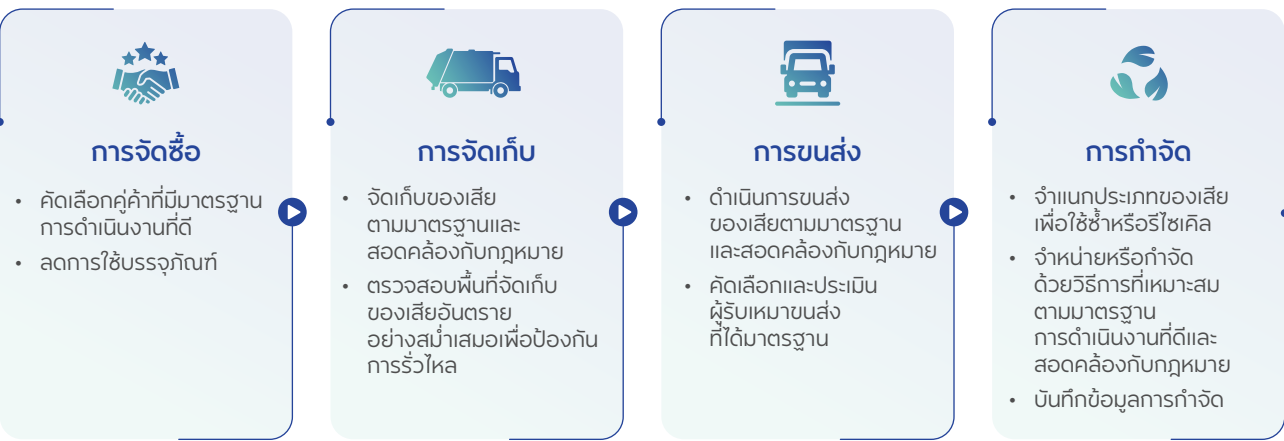 การจัดซื้อ
• คัดเลือกคู่ค้าที่มีมาตรฐาน
การดำเนินงานที่ดี
• ลดการใช้บรรจุภัณฑ์
การจัดเก็บ
• จัดเก็บของเสีย
ตามมาตรฐานและ
สอดคล้องกับกฎหมาย
• ตรวจสอบพื้นที่จัดเก็บ
ของเสียอันตราย
อย่างสม่ำเสมอเพื่อป้องกัน
การรั่วไหล
การขนส่ง
• ดำเนินการขนส่ง
ของเสียตามมาตรฐาน
และสอดคล้องกับกฎหมาย
• คัดเลือกและประเมิน
ผู้รับเหมาขนส่ง
ที่ได้มาตรฐาน
การกำจัด
• จำแนกประเภทของเสีย
เพื่อใช้ซ้ำหรือรีไซเคิล
• จำหน่ายหรือกำจัด
ด้วยวิธีการที่เหมาะสม
ตามมาตรฐาน
การดำเนินงานที่ดีและ
สอดคล้องกับกฎหมาย
• บันทึกข้อมูลการกำจัด